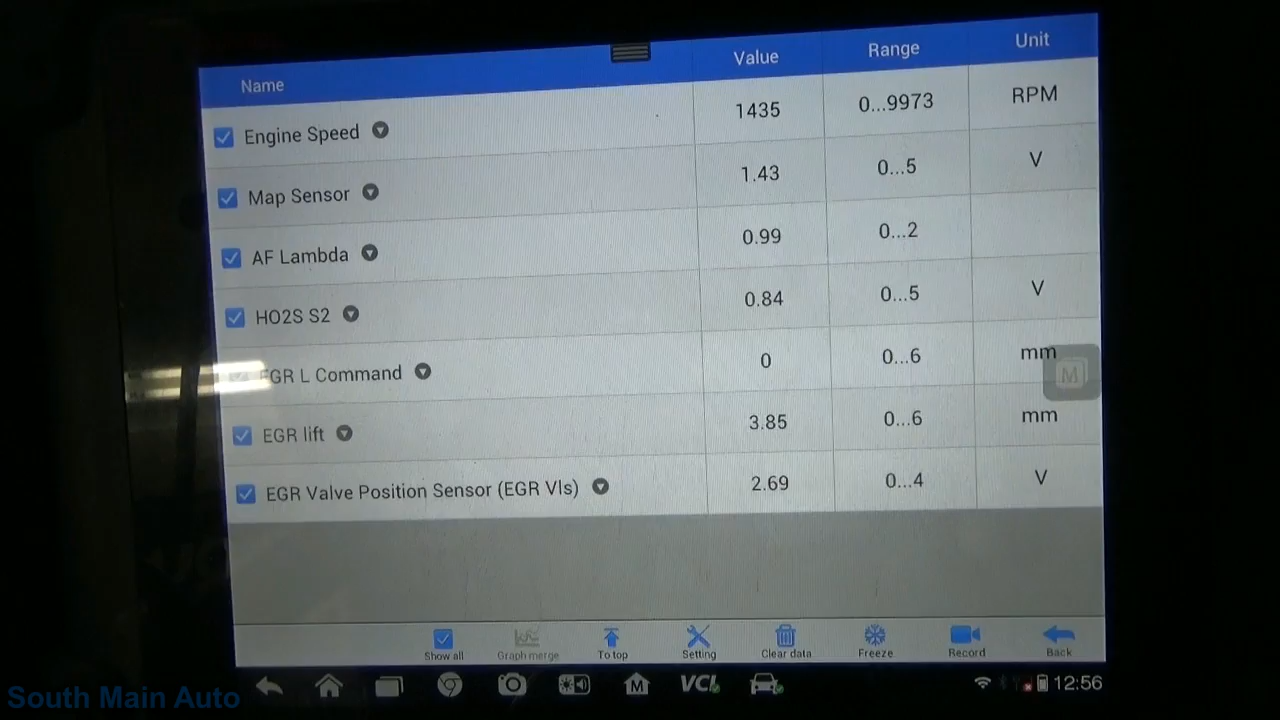 Name Value Range Unit
Engine Speed 1435 0...9973 RPM
Map Sensor 1.43 0...5 V
AF Lambda 0.99 0...2
HO2S S2 0.84 0...5 V
EGR L Command 0 0...6 mm
M
EGR lift 3.85 0...6 mm
EGR Valve Position Sensor (EGR Vls) 2.69 0...4 V
Show all Graph merge To top Setting Clear data Freeze Record Back
M VCI 12:56
South Main Auto